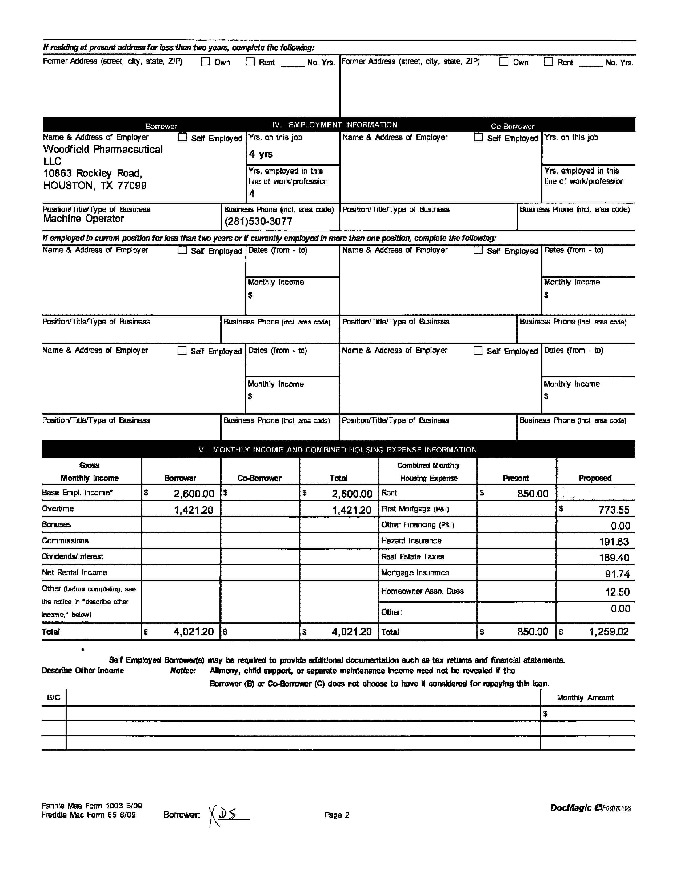 If residing at present address for less than two years, complete the following:
Former Address (street, city, state, ZIP) Own Rent No. Yrs. Former Address (street, city, state, ZIP) Own Rent No. Yrs.
Borrower IV. EMPLOYMENT INFORMATION Co-Borrower
Name & Address of Employer Self Employed Yrs. on this job Name & Address of Employer Self Employed Yrs. on this job
Woodfield Pharmaceutical
LLC 4 yrs
10863 Rockley Road, Yrs. employed in this line of work/profession Yrs. employed in this line of work/profession
HOUSTON, TX 77099 4
Position/Title/Type of Business Business Phone (incl. area code) Position/Title/Type of Business Business Phone (incl. area code)
Machine Operator (281)530-3077
If employed in current position for less than two years or if currently employed in more than one position, complete the following:
Name & Address of Employer Self Employed Dates (from - to) Name & Address of Employer Self Employed Dates (from - to)
Monthly Income Monthly Income
$ $
Position/Title/Type of Business Business Phone (incl. area code) Position/Title/Type of Business Business Phone (incl. area code)
Name & Address of Employer Self Employed Dates (from - to) Name & Address of Employer Self Employed Dates (from - to)
Monthly Income Monthly Income
$ $
Position/Title/Type of Business Business Phone (incl. area code) Position/Title/Type of Business Business Phone (incl. area code)
V. MONTHLY INCOME AND COMBINED HOUSING EXPENSE INFORMATION
Gross Combined Monthly
Monthly Income Borrower Co-Borrower Total Housing Expense Present Proposed
Base Empl. Income* $ 2,600.00 $ $ 2,600.00 Rent $ 850.00
Overtime 1,421.20 1,421.20 First Mortgage (P&I) $ 773.55
Bonuses Other Financing (P&I) 0.00
Commissions Hazard Insurance 191.83
Dividends/Interest Real Estate Taxes 189.40
Net Rental Income Mortgage Insurance 91.74
Other (before completing, see Homeowner Assn. Dues 12.50
the notice in "describe other
income," below) Other: 0.00
Total $ 4,021.20 $ $ 4,021.20 Total $ 850.00 $ 1,259.02
* Self Employed Borrower(s) may be required to provide additional documentation such as tax returns and financial statements.
Describe Other Income Notice: Alimony, child support, or separate maintenance income need not be revealed if the
Borrower (B) or Co-Borrower (C) does not choose to have it considered for repaying this loan.
B/C Monthly Amount
$
Fannie Mae Form 1003 6/09 DocMagic
Freddie Mac Form 65 6/09 Borrower: Page 2